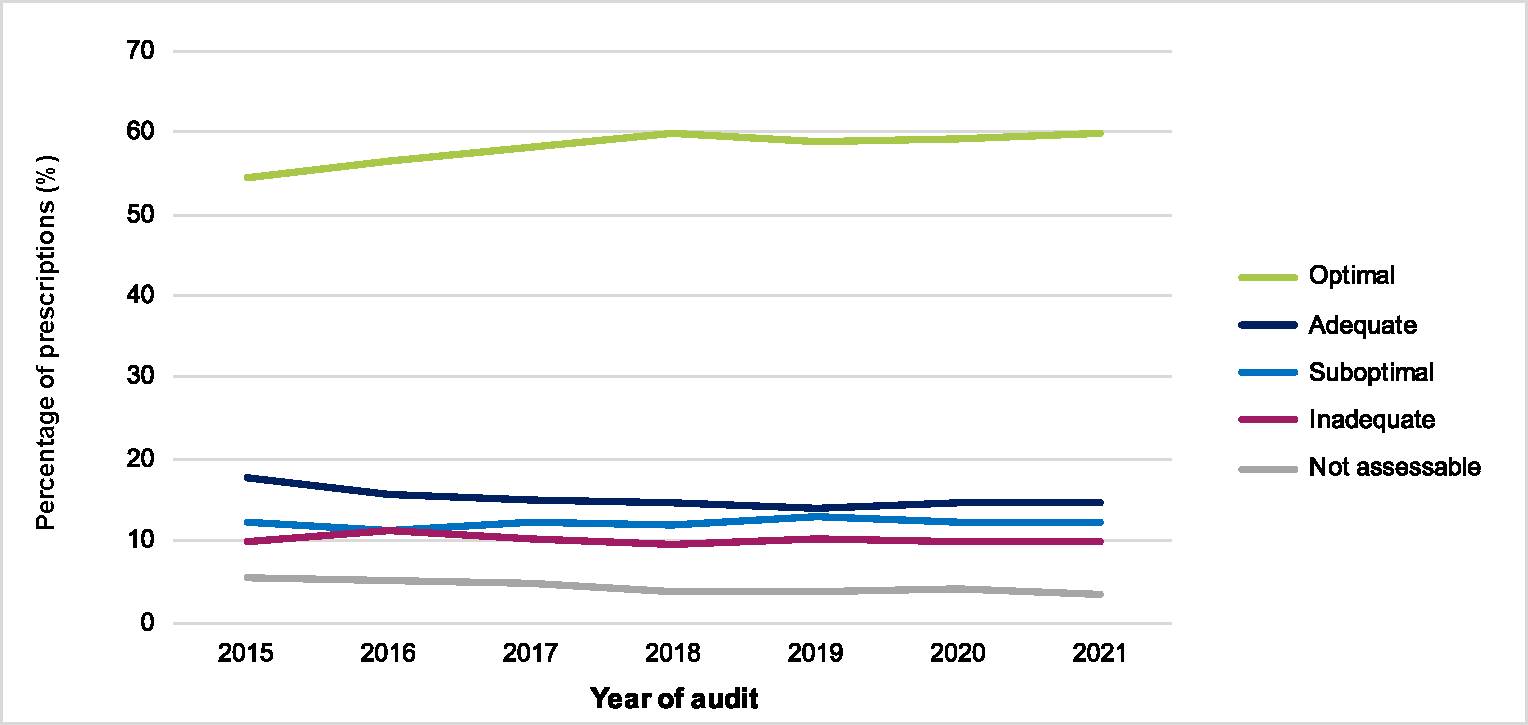 Percentage of prescriptions (%)
70
60
50
40
30
20
10
0
2015 2016 2017 2018 2019 2020 2021
Year of audit
Optimal
Adequate
Suboptimal
Inadequate
Not assessable